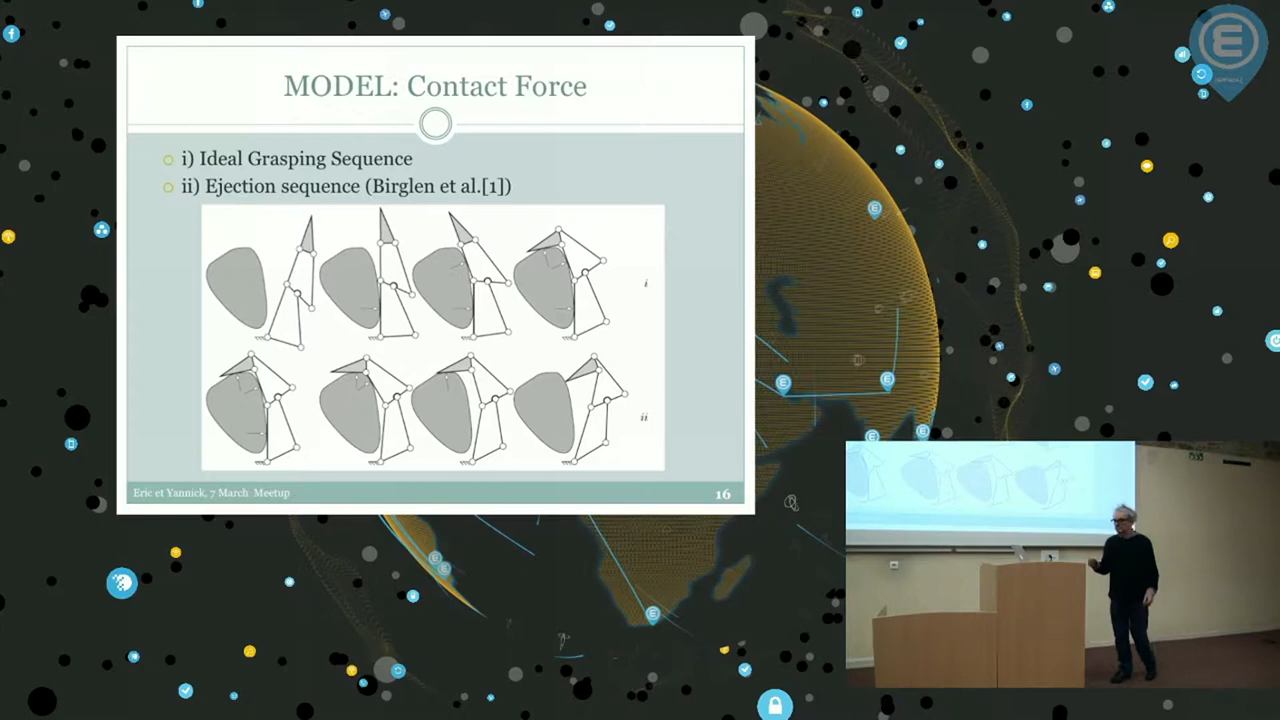 MODEL: Contact Force
i) Ideal Grasping Sequence
ii) Ejection sequence (Birglen et al.[1])
i
ii
Eric et Yannick, 7 March Meetup
16